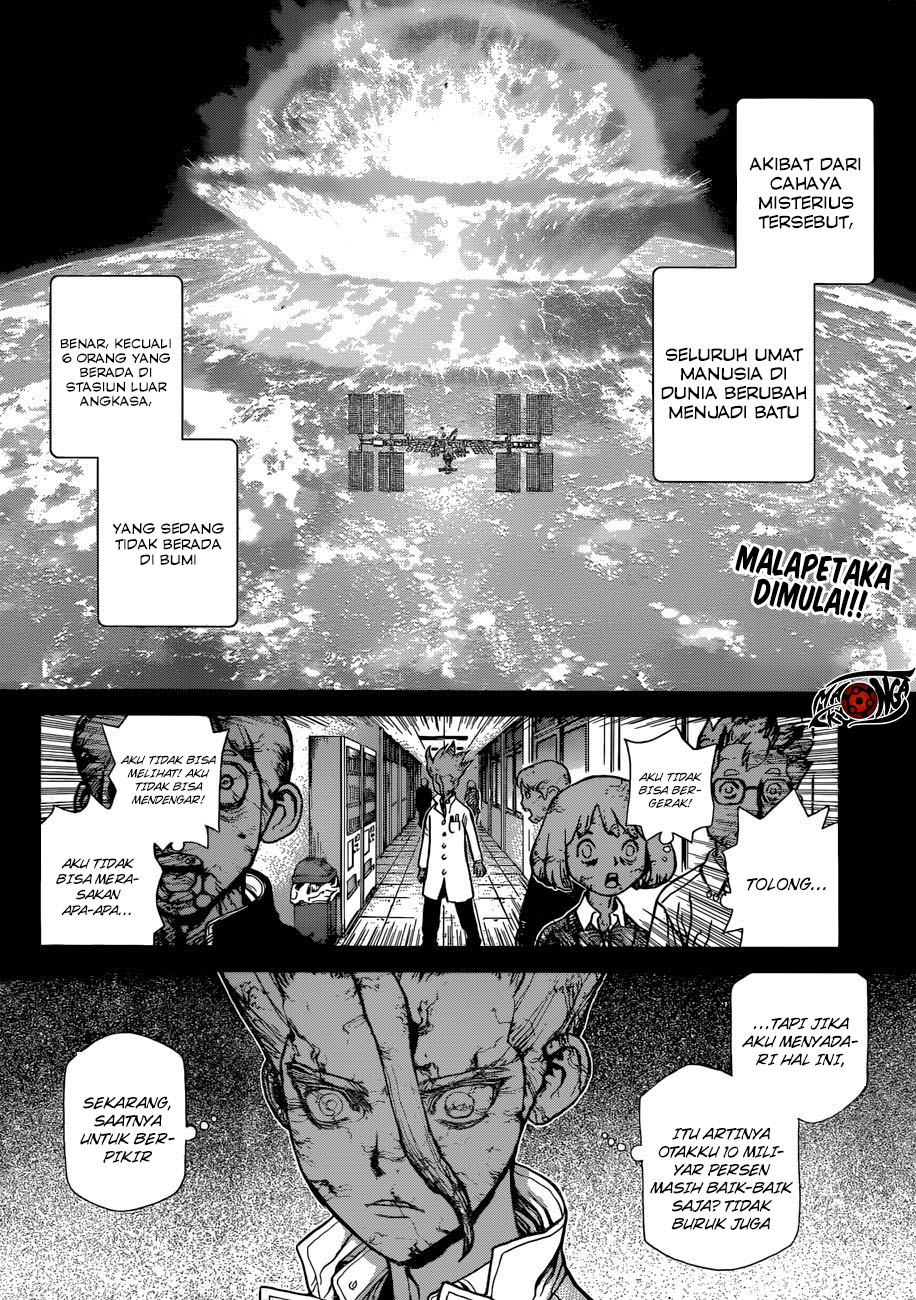 AKIBAT DARI
CAHAYA
MISTERIUS
TERSEBUT,
SELURUH UMAT
MANUSIA DI
DUNIA BERUBAH
MENJADI BATU
BENAR, KECUALI
6 ORANG YANG
BERADA DI
STASIUN LUAR
ANGKASA,
YANG SEDANG
TIDAK BERADA
DI BUMI
MALAPETAKA
DIMULAI!!
MANGA
AKU TIDAK
BISA BER-
GERAK!
TOLONG...
AKU TIDAK BISA
MELIHAT! AKU
TIDAK BISA
MENDENGAR!
AKU TIDAK
BISA MERA-
SAKAN
APA-APA...
...TAPI JIKA
AKU MENYADA-
RI HAL INI,
ITU ARTINYA
OTAKKU 10 MILI-
YAR PERSEN
MASIH BAIK-BAIK
SAJA? TIDAK
BURUK JUGA
SEKARANG,
SAATNYA
UNTUK BER-
PIKIR